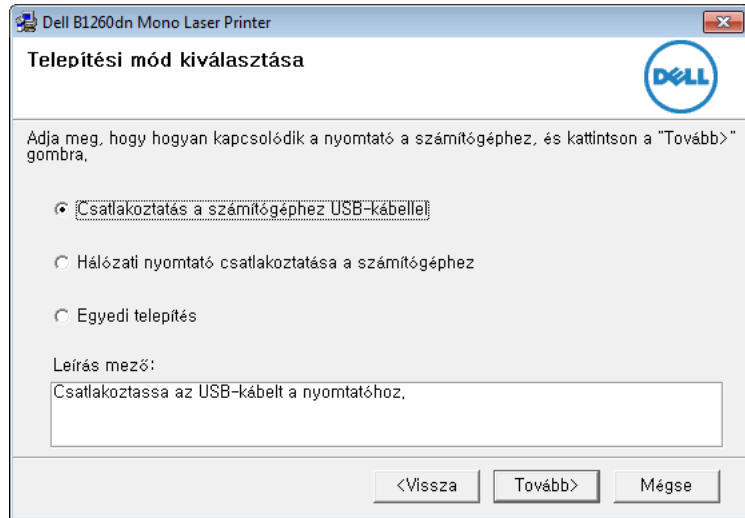 Dell B1260dn Mono Laser Printer
Telepítési mód kiválasztása
DELL
Adja meg, hogy hogyan kapcsolódik a nyomtató a számítógéphez, és kattintson a "Tovább>"
gombra,
Csatlakoztatás a számítógéphez USB-kábellel
Hálózati nyomtató csatlakoztatása a számítógéphez
Egyedi telepítés
Leírás mező:
Csatlakoztassa az USB-kábelt a nyomtatóhoz,
<Vissza
Tovább>
Mégse